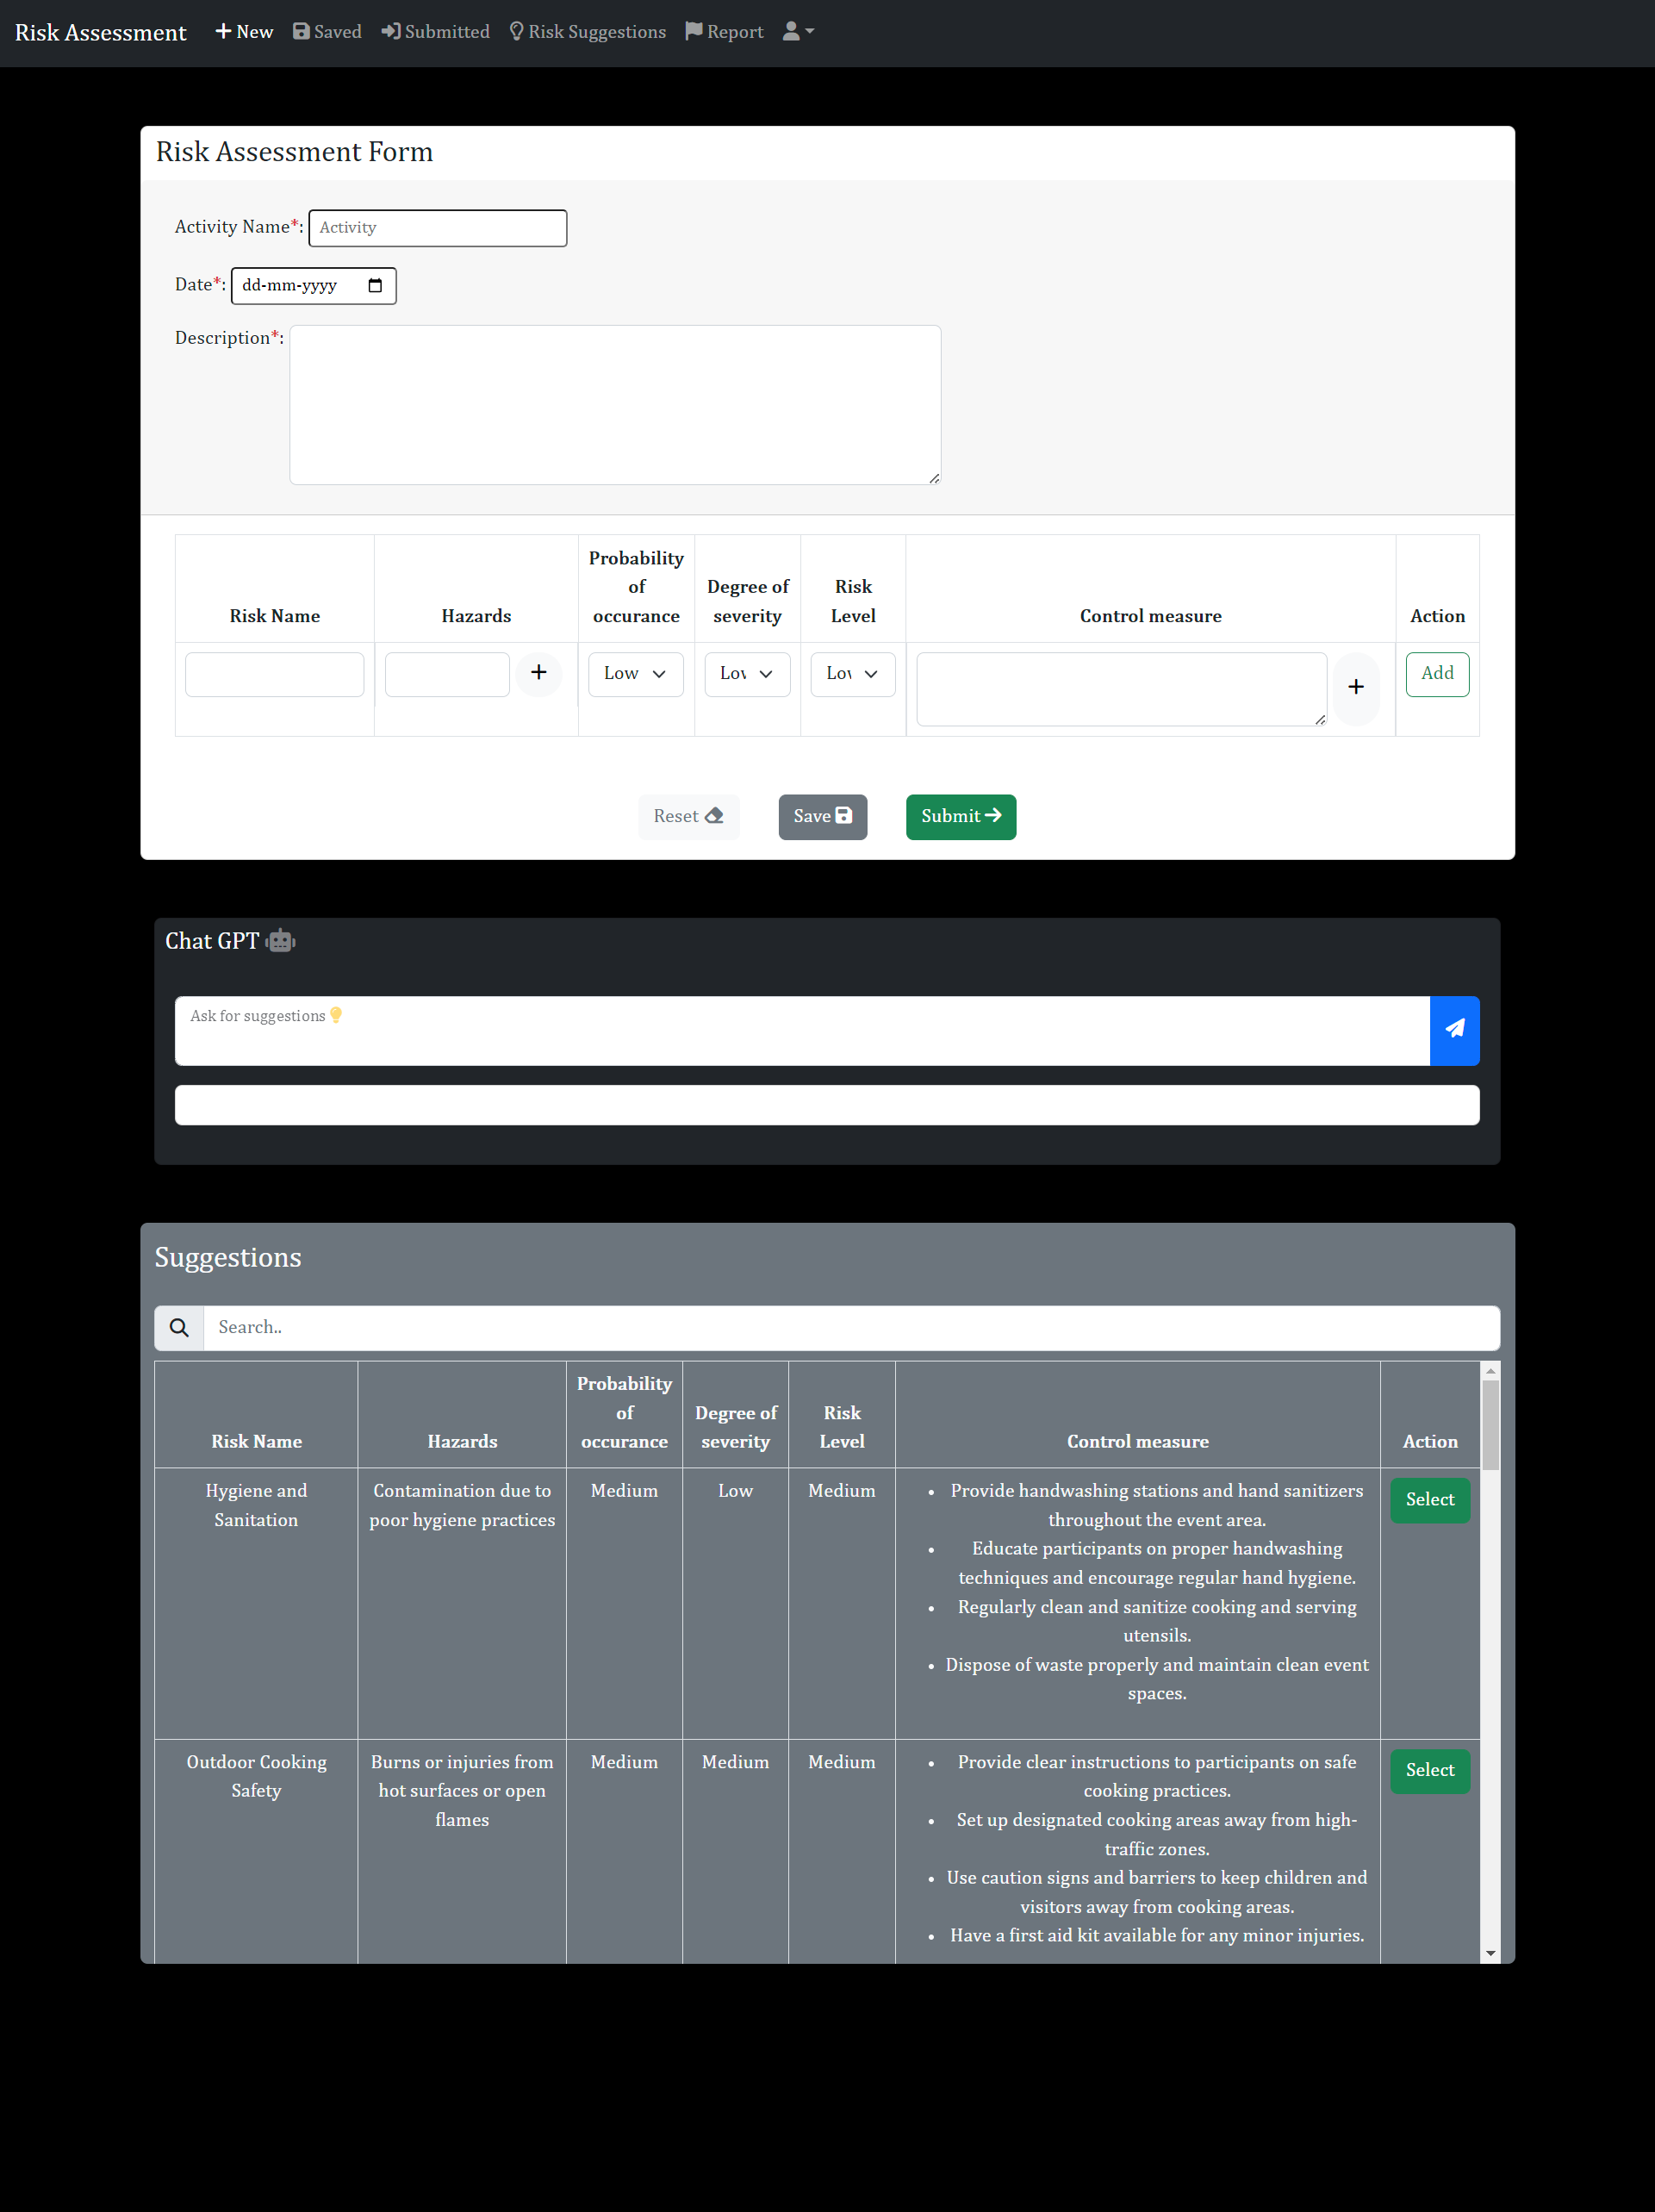 Risk Assessment New Saved Submitted Risk Suggestions Report
Risk Assessment Form
Activity Name*: Activity
Date*: dd-mm-yyyy
Description*:
Probability
of
Degree of Risk
Risk Name Hazards occurance severity Level Control measure Action
Low Low Low Add
Reset Save Submit
Chat GPT
Ask for suggestions
Suggestions
Search..
Probability
of
Degree of Risk
Risk Name Hazards occurance severity Level Control measure Action
Hygiene and Sanitation
Contamination due to poor hygiene practices
Medium
Low
Medium
• Provide handwashing stations and hand sanitizers
throughout the event area.
• Educate participants on proper handwashing
techniques and encourage regular hand hygiene.
• Regularly clean and sanitize cooking and serving
utensils.
• Dispose of waste properly and maintain clean event
spaces.
Select
Outdoor Cooking
Safety
Burns or injuries from
hot surfaces or open
flames
Medium
Medium
Medium
• Provide clear instructions to participants on safe
cooking practices.
• Set up designated cooking areas away from high-
traffic zones.
• Use caution signs and barriers to keep children and
visitors away from cooking areas.
• Have a first aid kit available for any minor injuries.
Select